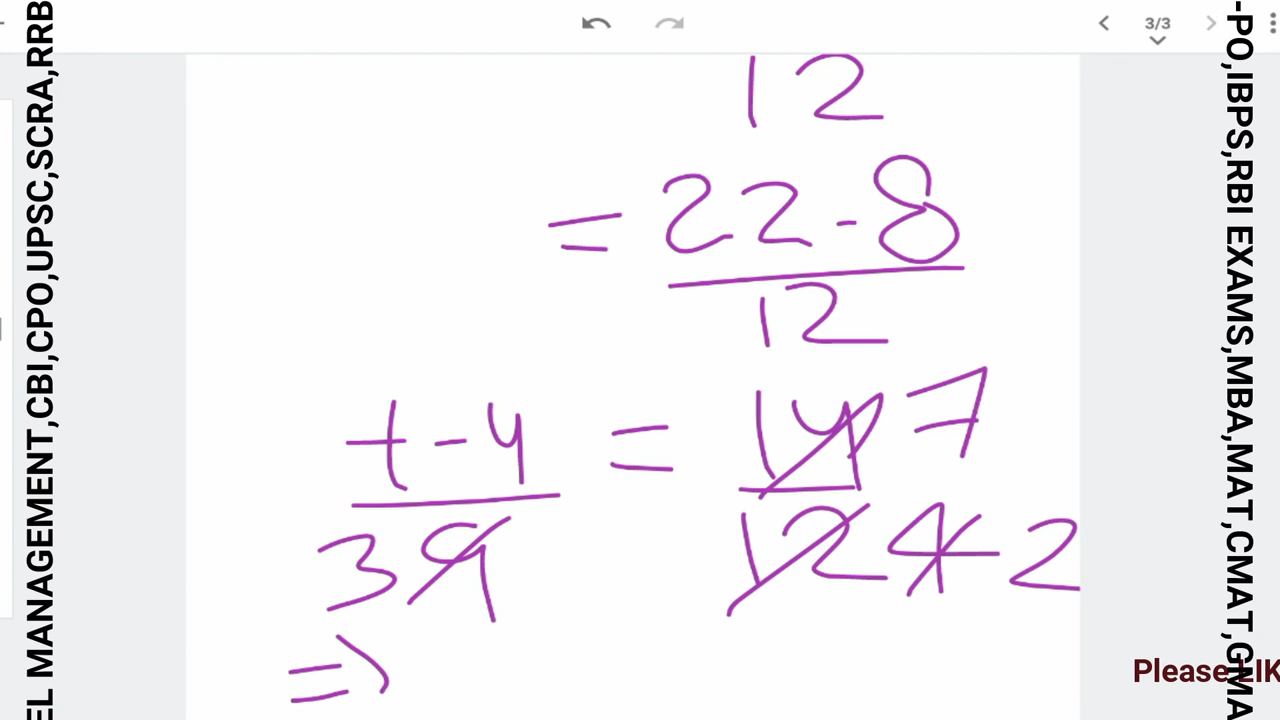 3/3
12
= 22-8
12
t-4 = 14 7
39 12 4 2
=>
EL MANAGEMENT,CBI,CPO,UPSC,SCRA,RRB
-PO,IBPS,RBI EXAMS,MBA,MAT,CMAT,GMA
Please LIK